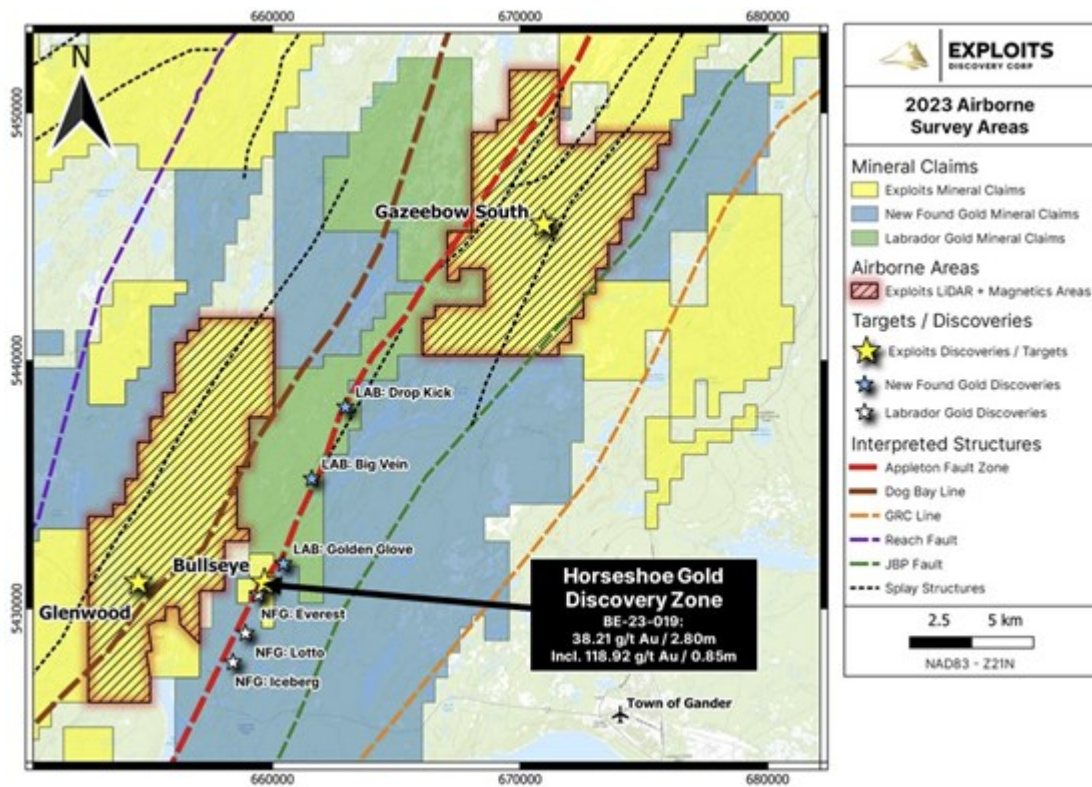 660000
670000
680000
N
5450000
5440000
5430000
Gazeebow South
LAB: Drop Kick
LAB: Big Vein
LAB: Golden Glove
Bullseye
Glenwood
NFG: Everest
NFG: Lotto
NFG: Iceberg
Horseshoe Gold
Discovery Zone
BE-23-019:
38.21 g/t Au / 2.80m
Incl. 118.92 g/t Au / 0.85m
Town of Gander
660000
670000
680000
EXPLOITS
DISCOVERY CORP
2023 Airborne
Survey Areas
Mineral Claims
Exploits Mineral Claims
New Found Gold Mineral Claims
Labrador Gold Mineral Claims
Airborne Areas
Exploits LiDAR + Magnetics Areas
Targets / Discoveries
Exploits Discoveries / Targets
New Found Gold Discoveries
Labrador Gold Discoveries
Interpreted Structures
Appleton Fault Zone
Dog Bay Line
GRC Line
Reach Fault
JBP Fault
Splay Structures
2.5 5 km
NAD83 - Z21N